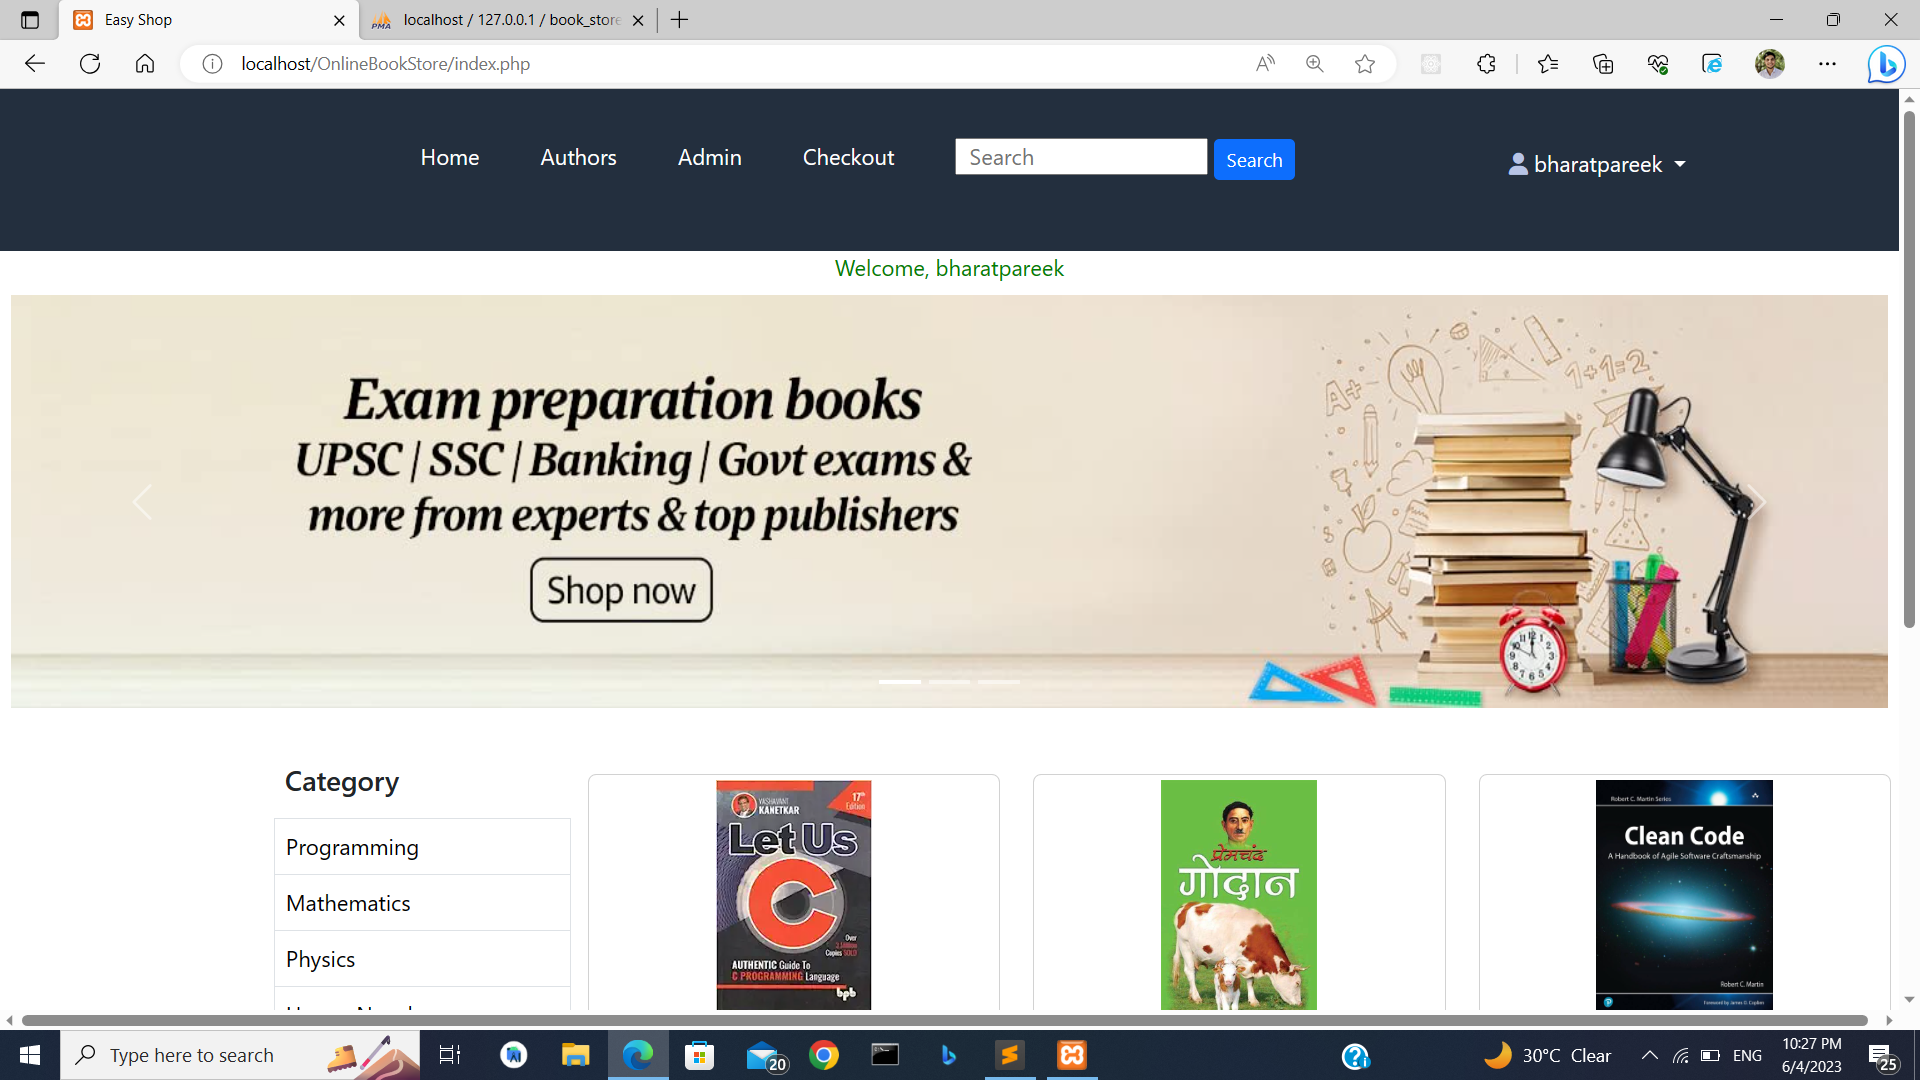 Easy Shop
localhost / 127.0.0.1 / book_store
PMA
localhost/OnlineBookStore/index.php
Home
Authors
Admin
Checkout
Search
Search
bharatpareek
Welcome, bharatpareek
Exam preparation books
UPSC | SSC | Banking | Govt exams &
more from experts & top publishers
Shop now
A+
1+1=2
Category
Programming
Mathematics
Physics
YASHAVANT
KANETKAR
17th
Edition
Let Us
C
Over
Copies SOLD
AUTHENTIC Guide To
C PROGRAMMING Language
bpb
प्रेमचंद
गोदान
Robert C. Martin Series
Clean Code
A Handbook of Agile Software Craftsmanship
Robert C. Martin
Foreword by James O. Coplien
Type here to search
20
30°C Clear
ENG
10:27 PM
6/4/2023
25